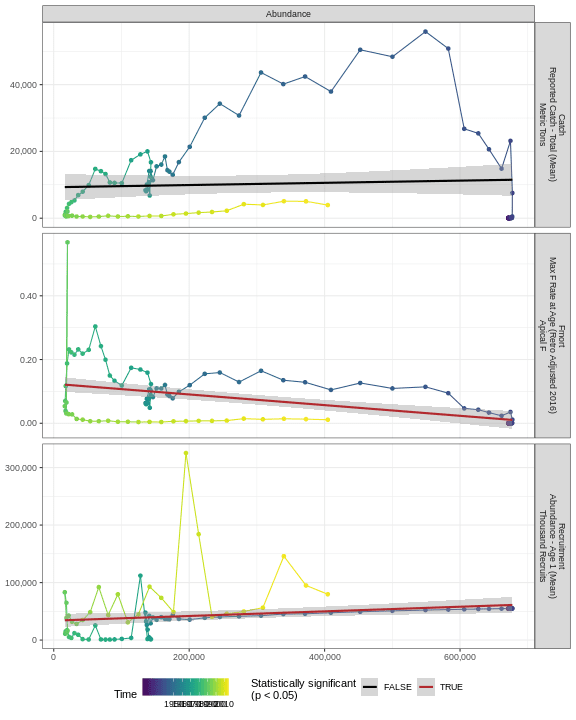 Abundance
40,000
20,000
0
Catch
Reported Catch - Total (Mean)
Metric Tons
0.40
0.20
0.00
Fmort
Max F Rate at Age (Retro Adjusted 2016)
Apical F
300,000
200,000
100,000
0
Recruitment
Abundance - Age 1 (Mean)
Thousand Recruits
0
200,000
400,000
600,000
Time
Statistically significant
(p < 0.05)
FALSE
TRUE